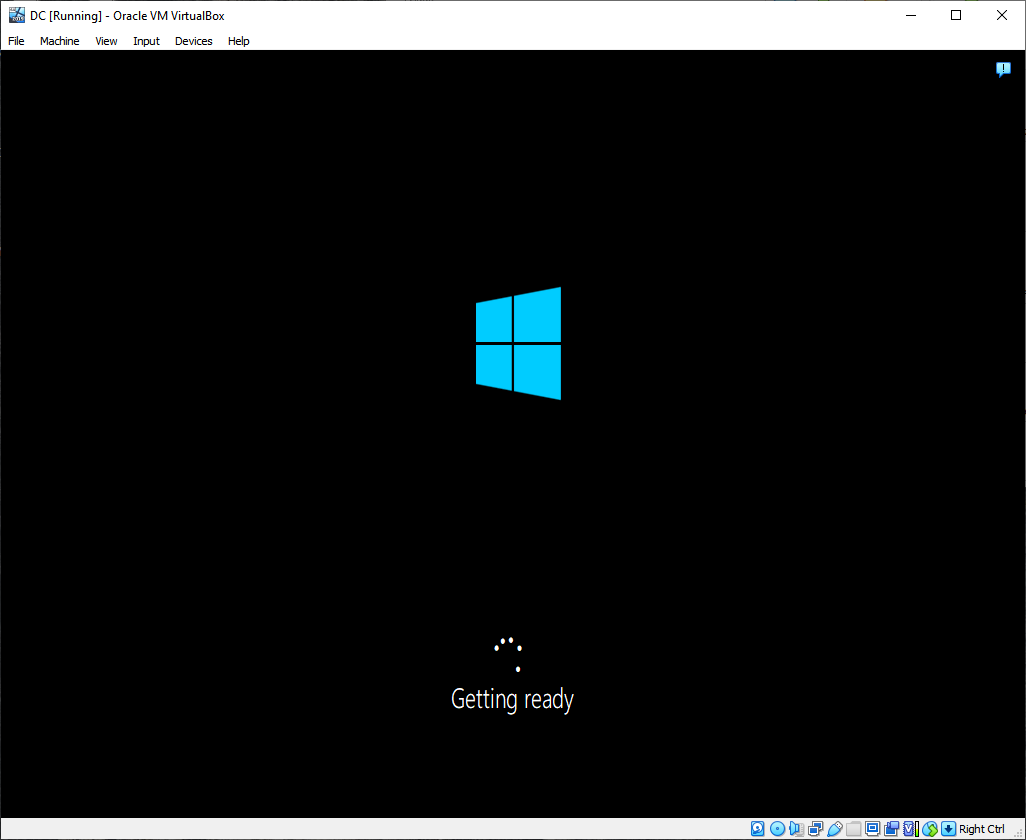 DC [Running] - Oracle VM VirtualBox
File Machine View Input Devices Help
Getting ready
Right Ctrl